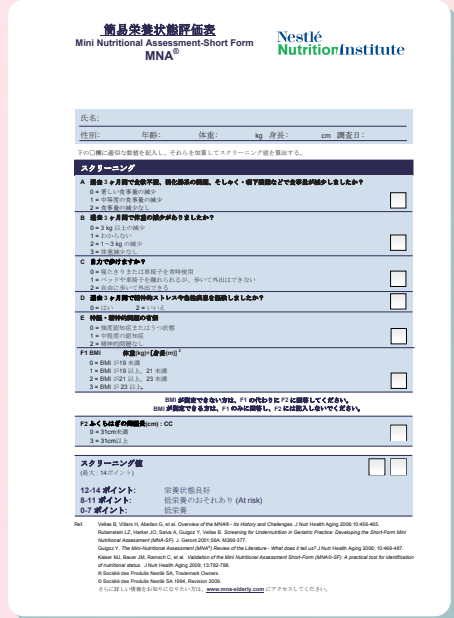 簡易栄養状態評価表
Mini Nutritional Assessment-Short Form
MNA®
Nestlé
NutritionInstitute
氏名:
性別: 年齢: 体重: kg 身長: cm 調査日:
下の□欄に適切な数値を記入し、それらを加算してスクリーニング値を算出する。
スクリーニング
A 過去 3 ヶ月間で食欲不振、消化器系の問題、そしゃく・嚥下困難などで食事量が減少しましたか?
0 = 著しい食事量の減少
1 = 中等度の食事量の減少
2 = 食事量の減少なし
B 過去 3 ヶ月間で体重の減少がありましたか?
0 = 3 kg 以上の減少
1 = わからない
2 = 1~3 kg の減少
3 = 体重減少なし
C 自力で歩けますか?
0 = 寝たきりまたは車椅子を常時使用
1 = ベッドや車椅子を離れられるが、歩いて外出はできない
2 = 自由に歩いて外出できる
D 過去 3 ヶ月間で精神的ストレスや急性疾患を経験しましたか?
0 = はい 2 = いいえ
E 神経・精神的問題の有無
0 = 強度認知症またはうつ状態
1 = 中程度の認知症
2 = 精神的問題なし
F1 BMI 体重(kg)÷[身長(m)]²
0 = BMI が19 未満
1 = BMI が19 以上、21 未満
2 = BMI が21 以上、23 未満
3 = BMI が 23 以上
BMI が測定できない方は、F1 の代わりに F2 に回答してください。
BMI が測定できる方は、F1 のみに回答し、F2 には記入しないでください。
F2 ふくらはぎの周囲長(cm) : CC
0 = 31cm未満
3 = 31cm以上
スクリーニング値
(最大 : 14ポイント)
12-14 ポイント: 栄養状態良好
8-11 ポイント: 低栄養のおそれあり (At risk)
0-7 ポイント: 低栄養
Ref. Vellas B, Villars H, Abellan G, et al. Overview of the MNA® - Its History and Challenges. J Nutr Health Aging 2006;10:456-465.
Rubenstein LZ, Harker JO, Salva A, Guigoz Y, Vellas B. Screening for Undernutrition in Geriatric Practice: Developing the Short-Form Mini
Nutritional Assessment (MNA-SF). J. Geront 2001;56A: M366-377.
Guigoz Y. The Mini-Nutritional Assessment (MNA®) Review of the Literature - What does it tell us? J Nutr Health Aging 2006; 10:466-487.
Kaiser MJ, Bauer JM, Ramsch C, et al. Validation of the Mini Nutritional Assessment Short-Form (MNA®-SF): A practical tool for identification
of nutritional status. J Nutr Health Aging 2009; 13:782-788.
® Société des Produits Nestlé SA, Trademark Owners.
© Société des Produits Nestlé SA 1994, Revision 2009.
さらに詳しい情報をお知りになりたい方は、www.mna-elderly.com にアクセスしてください。